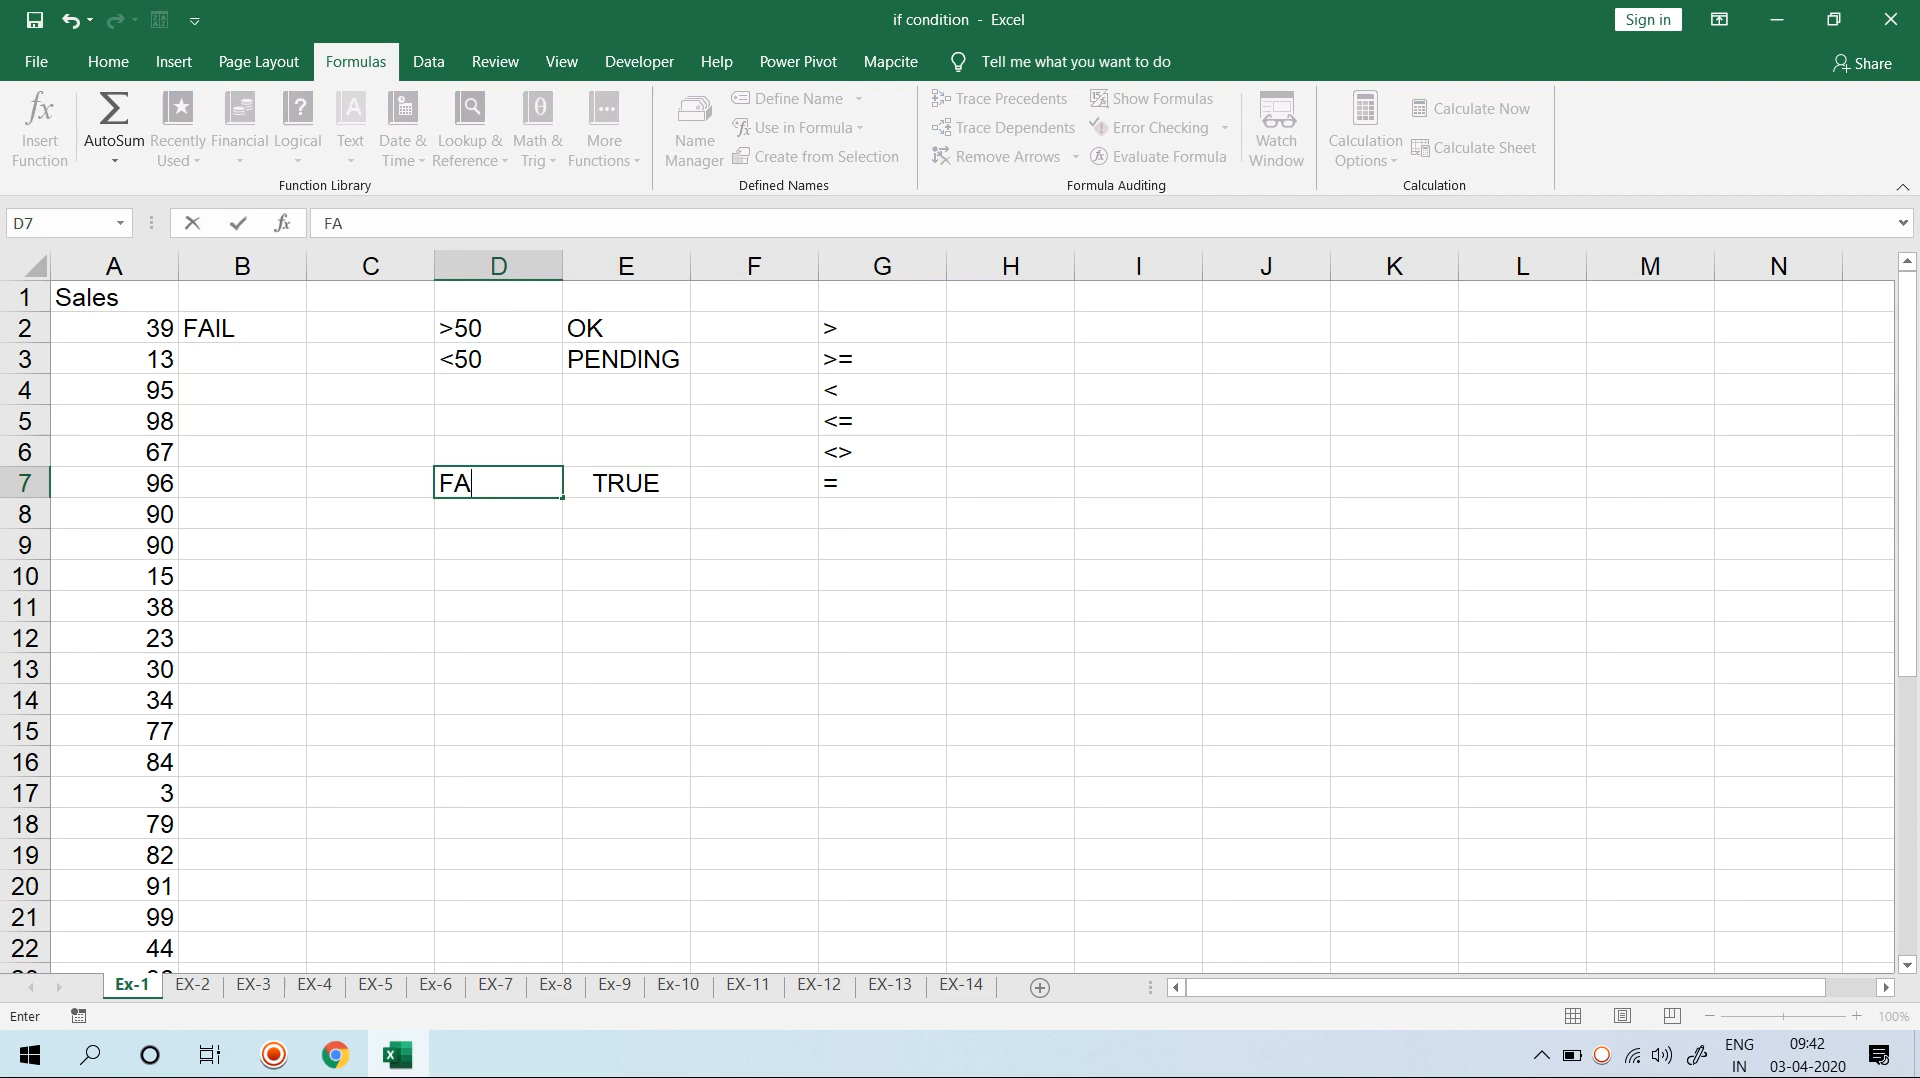 if condition - Excel
Sign in
File Home Insert Page Layout Formulas Data Review View Developer Help Power Pivot Mapcite Tell me what you want to do Share
Insert Function
AutoSum
Recently Used
Financial
Logical
Text
Date & Time
Lookup & Reference
Math & Trig
More Functions
Function Library
Name Manager
Define Name
Use in Formula
Create from Selection
Defined Names
Trace Precedents
Trace Dependents
Remove Arrows
Show Formulas
Error Checking
Evaluate Formula
Formula Auditing
Watch Window
Calculation Options
Calculate Now
Calculate Sheet
Calculation
D7 fx FA
A B C D E F G H I J K L M N
1 Sales
2 39 FAIL >50 OK >
3 13 <50 PENDING >=
4 95 <
5 98 <=
6 67 <>
7 96 FA TRUE =
8 90
9 90
10 15
11 38
12 23
13 30
14 34
15 77
16 84
17 3
18 79
19 82
20 91
21 99
22 44
Ex-1 EX-2 EX-3 EX-4 EX-5 Ex-6 EX-7 Ex-8 Ex-9 Ex-10 EX-11 EX-12 EX-13 EX-14
Enter 100%
ENG 09:42
IN 03-04-2020